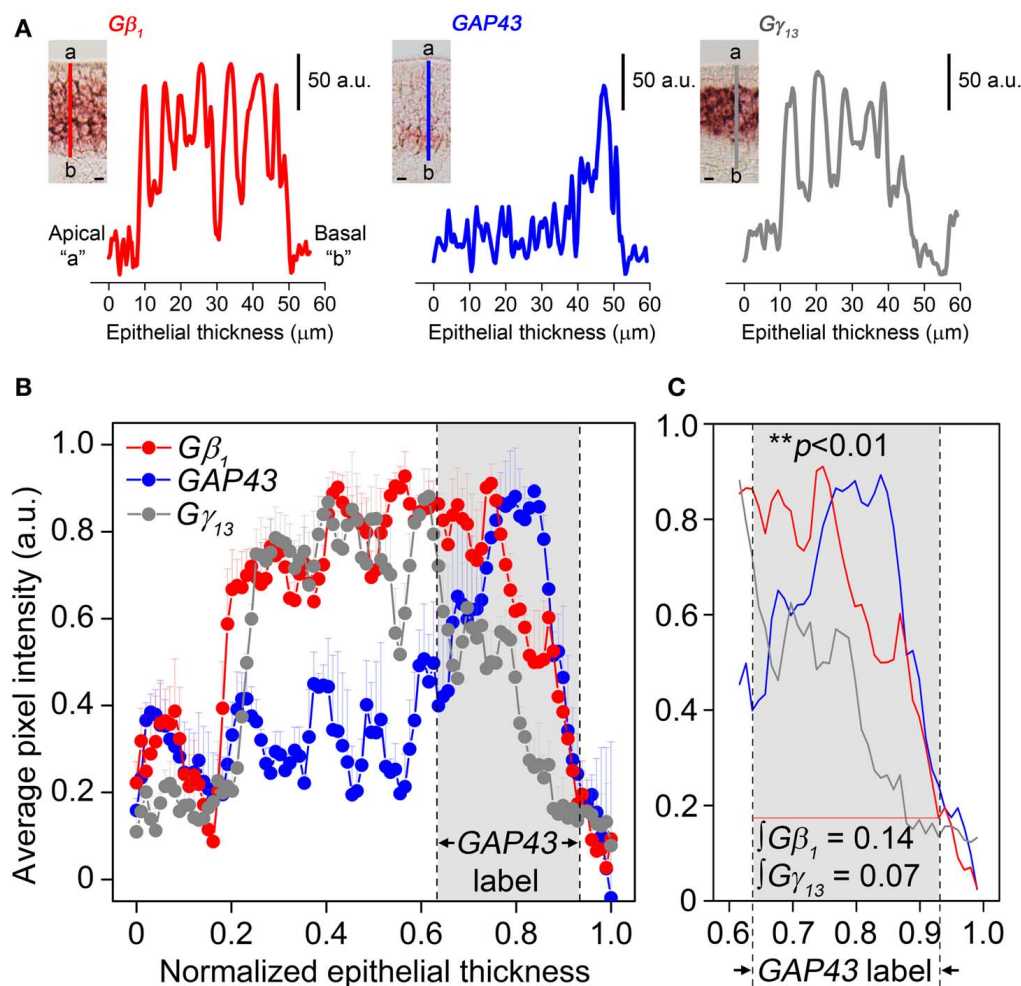 A
Gβ₁
GAP43
Gγ₁₃
a
b
50 a.u.
a
b
50 a.u.
a
b
50 a.u.
Apical
“a”
Basal
“b”
0 10 20 30 40 50 60
Epithelial thickness (μm)
0 10 20 30 40 50 60
Epithelial thickness (μm)
0 10 20 30 40 50 60
Epithelial thickness (μm)
B
Average pixel intensity (a.u.)
1.0
0.8
0.6
0.4
0.2
0
Gβ₁
GAP43
Gγ₁₃
GAP43
label
0 0.2 0.4 0.6 0.8 1.0
Normalized epithelial thickness
C
1.0
0.8
0.6
0.4
0.2
0
**p<0.01
∫Gβ₁ = 0.14
∫Gγ₁₃ = 0.07
0.6 0.7 0.8 0.9 1.0
GAP43 label